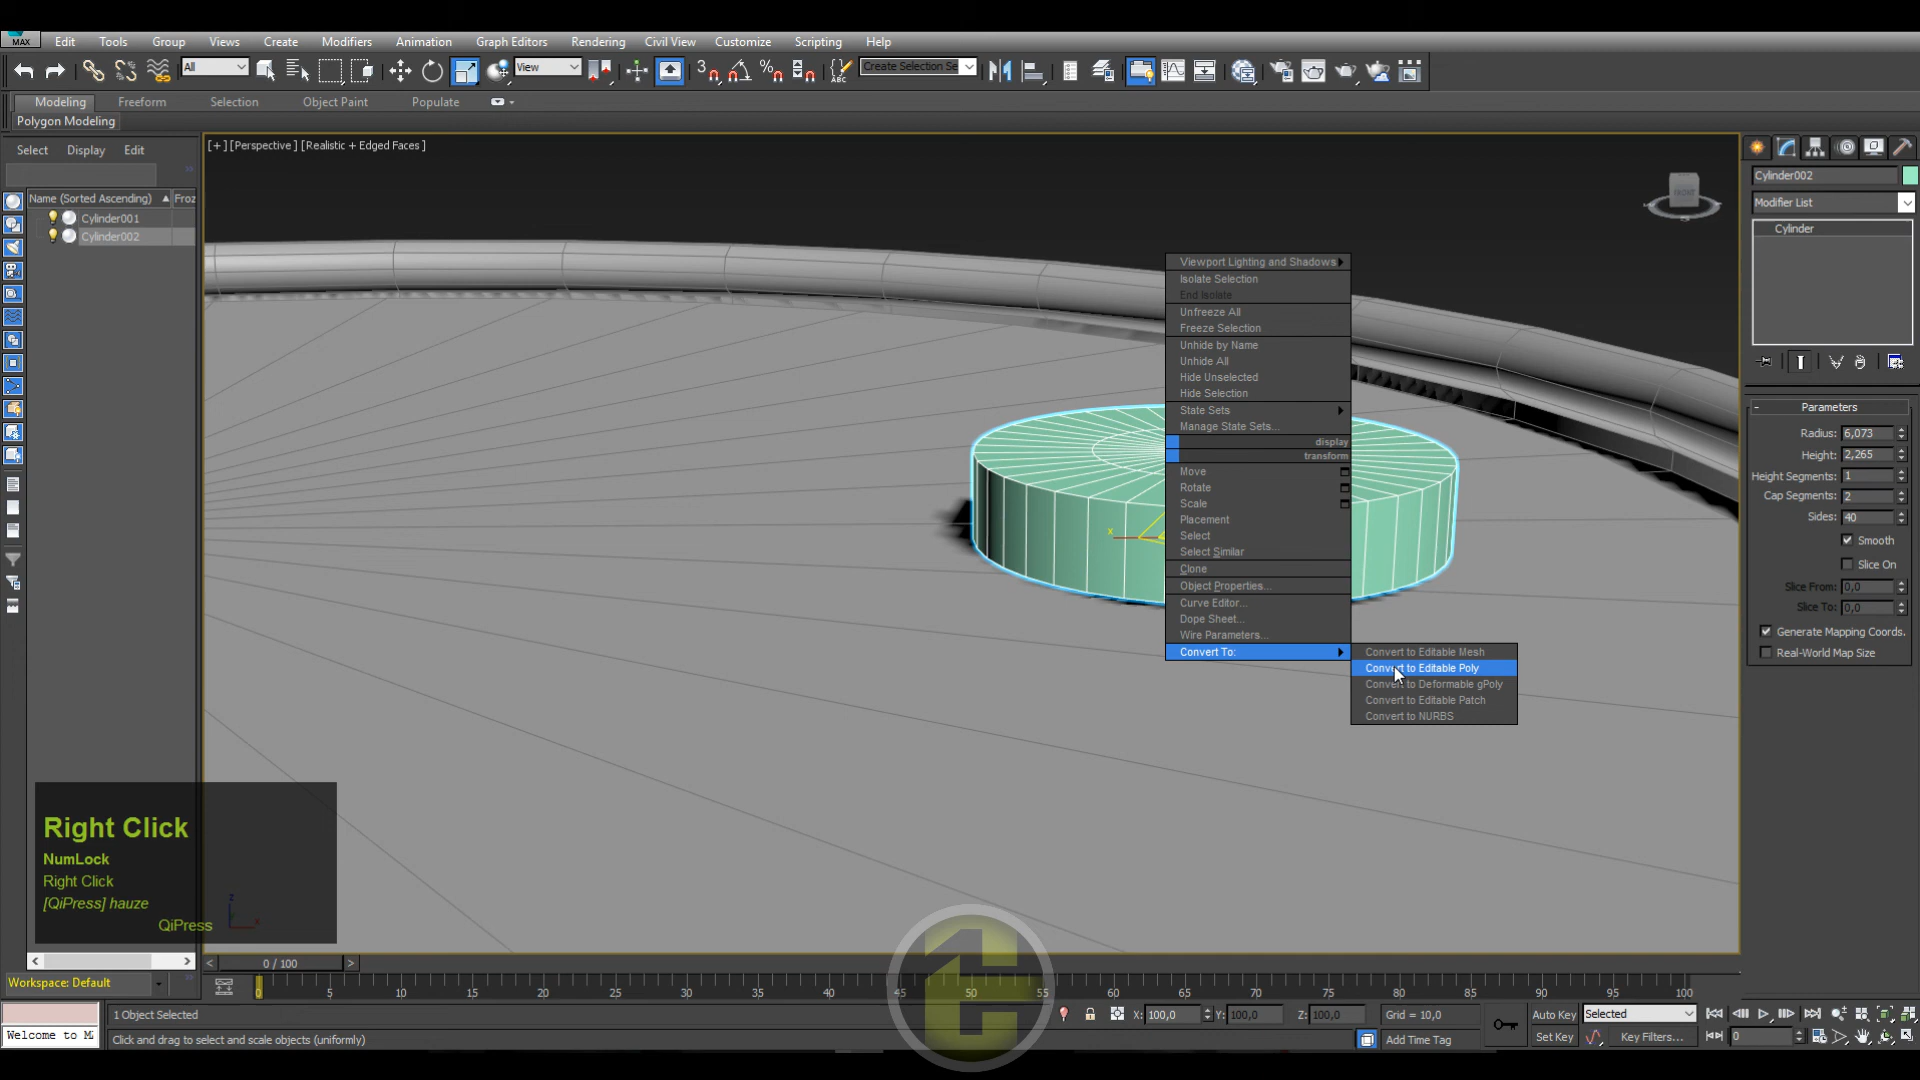 MAX
Edit Tools Group Views Create Modifiers Animation Graph Editors Rendering Civil View Customize Scripting Help
All View Create Selection Se
Modeling Freeform Selection Object Paint Populate
Polygon Modeling
Select Display Edit
[+] [Perspective] [Realistic + Edged Faces]
Name (Sorted Ascending) Froz
Cylinder001
Cylinder002
FRONT
Viewport Lighting and Shadows
Isolate Selection
End Isolate
Unfreeze All
Freeze Selection
Unhide by Name
Unhide All
Hide Unselected
Hide Selection
State Sets
Manage State Sets...
display
transform
Move
Rotate
Scale
Placement
Select
Select Similar
Clone
Object Properties...
Curve Editor...
Dope Sheet...
Wire Parameters...
Convert To:
Convert to Editable Mesh
Convert to Editable Poly
Convert to Deformable gPoly
Convert to Editable Patch
Convert to NURBS
x
Cylinder002
Modifier List
Cylinder
- Parameters
Radius: 6,073
Height: 2,265
Height Segments: 1
Cap Segments: 2
Sides: 40
Smooth
Slice On
Slice From: 0,0
Slice To: 0,0
Generate Mapping Coords.
Real-World Map Size
Right Click
NumLock
Right Click
[QiPress] hauze
QiPress
z
x
< 0 / 100 >
Workspace: Default
0 5 10 15 20 25 30 35 40 45 50 55 60 65 70 75 80 85 90 95 100
1 Object Selected
X: 100,0 Y: 100,0 Z: 100,0 Grid = 10,0 Auto Key Selected
Welcome to Mi
Click and drag to select and scale objects (uniformly)
Add Time Tag Set Key Key Filters... 0